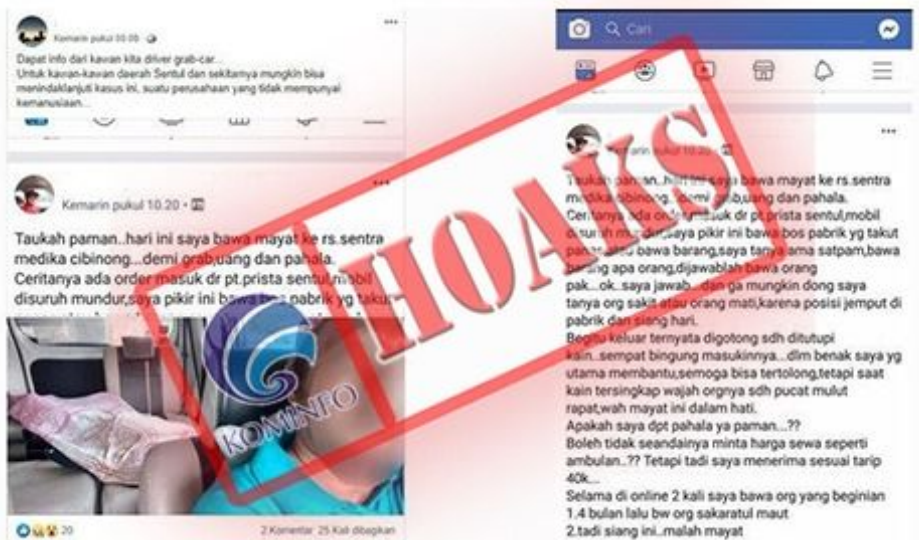 Kemarin pukul 10.09
Dapat info dari kawan kita driver grab-car...
Untuk kawan-kawan daerah Sentul dan sekitarnya mungkin bisa
menindaklanjuti kasus ini, suatu perusahaan yang tidak mempunyai
kemanusiaan...
Kemarin pukul 10.20
Taukah paman..hari ini saya bawa mayat ke rs.sentra
medika cibinong...demi grab,uang dan pahala.
Ceritanya ada order masuk dr pt.prista sentul,mobil
disuruh mundur,saya pikir ini bawa bos pabrik yg takut
20
2 Komentar 25 Kali dibagikan
Cari
Kemarin pukul 10.20
Taukah paman..hari ini saya bawa mayat ke rs.sentra
medika cibinong...demi grab,uang dan pahala.
Ceritanya ada order masuk dr pt.prista sentul,mobil
disuruh mundur,saya pikir ini bawa bos pabrik yg takut
panas,atau bawa barang,saya tanya ama satpam,bawa
barang apa orang,dijawablah bawa orang
pak...ok..saya jawab...dan ga mungkin dong saya
tanya org sakit atau orang mati,karena posisi jemput di
pabrik dan siang hari.
Begitu keluar ternyata digotong sdh ditutupi
kain..sempat bingung masukinnya...dlm benak saya yg
utama membantu,semoga bisa tertolong,tetapi saat
kain tersingkap wajah orgnya sdh pucat mulut
rapat,wah mayat ini dalam hati.
Apakah saya dpt pahala ya paman...??
Boleh tidak seandainya minta harga sewa seperti
ambulan..?? Tetapi tadi saya menerima sesuai tarip
40k...
Selama di online 2 kali saya bawa org yang beginian
1.4 bulan lalu bw org sakaratul maut
2.tadi siang ini..malah mayat
HOAKS
KOMINFO